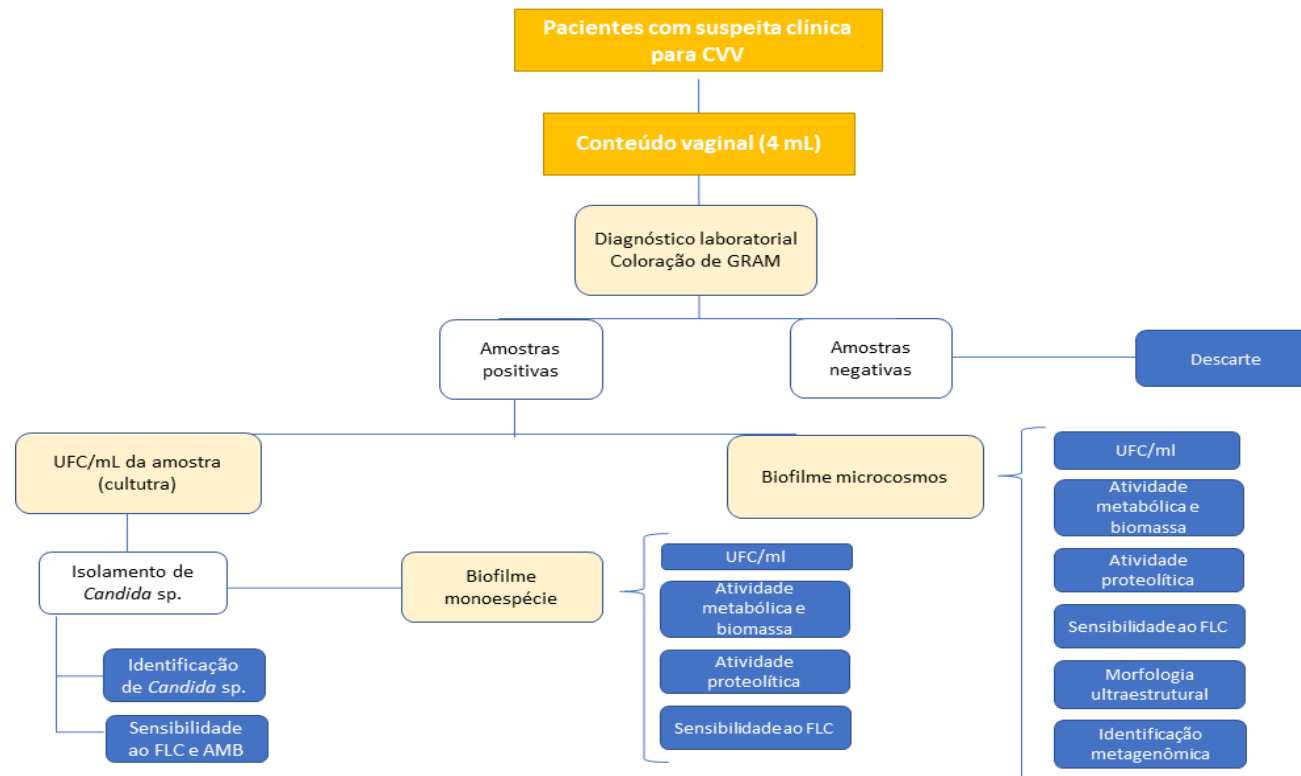 Pacientes com suspeita clínica
para CVV
Conteúdo vaginal (4 mL)
Diagnóstico laboratorial
Coloração de GRAM
Amostras
positivas
Amostras
negativas
Descarte
UFC/mL da amostra
(cultutra)
Biofilme microcosmos
UFC/ml
Atividade
metabólica e
biomassa
Atividade
proteolítica
Sensibilidade ao FLC
Morfologia
ultraestrutural
Identificação
metagenômica
Isolamento de
Candida sp.
Biofilme
monoespécie
UFC/ml
Atividade
metabólica e
biomassa
Atividade
proteolítica
Sensibilidade ao FLC
Identificação
de Candida sp.
Sensibilidade
ao FLC e AMB